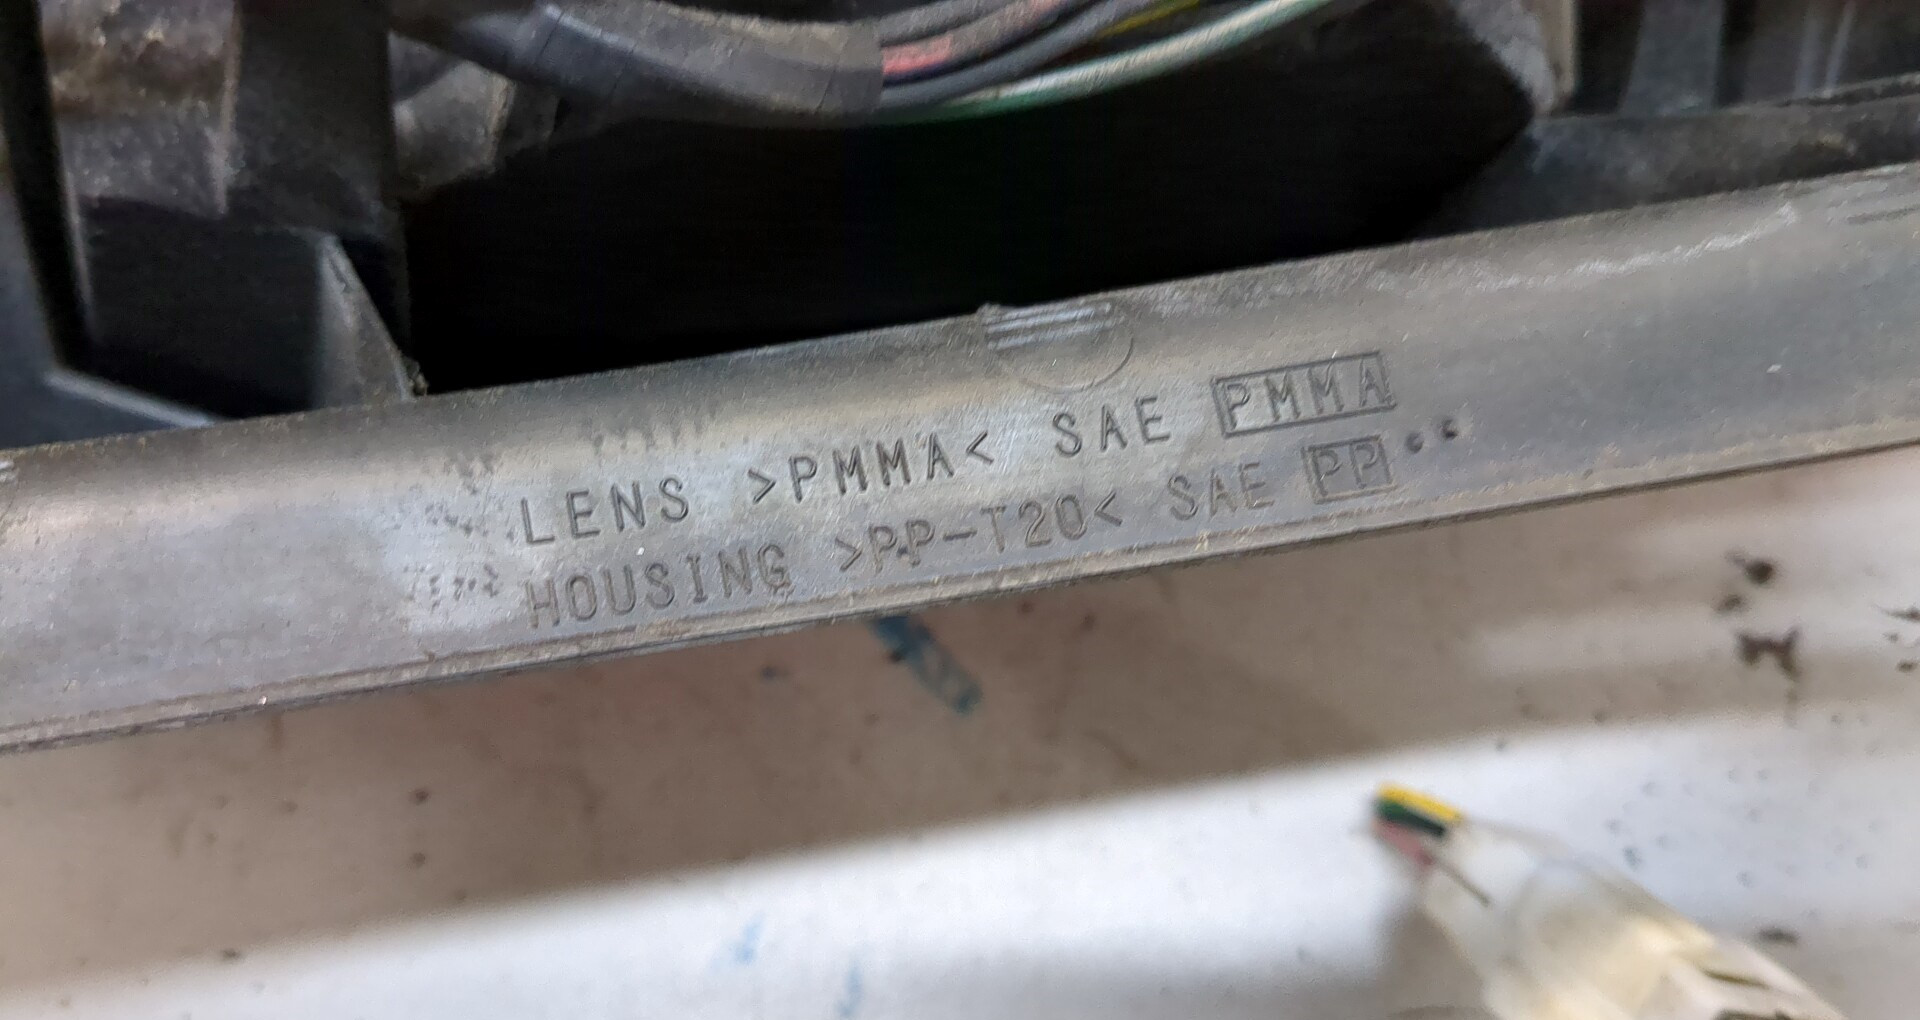 LENS >PMMA< SAE PMMA
HOUSING >PP-T20< SAE PP